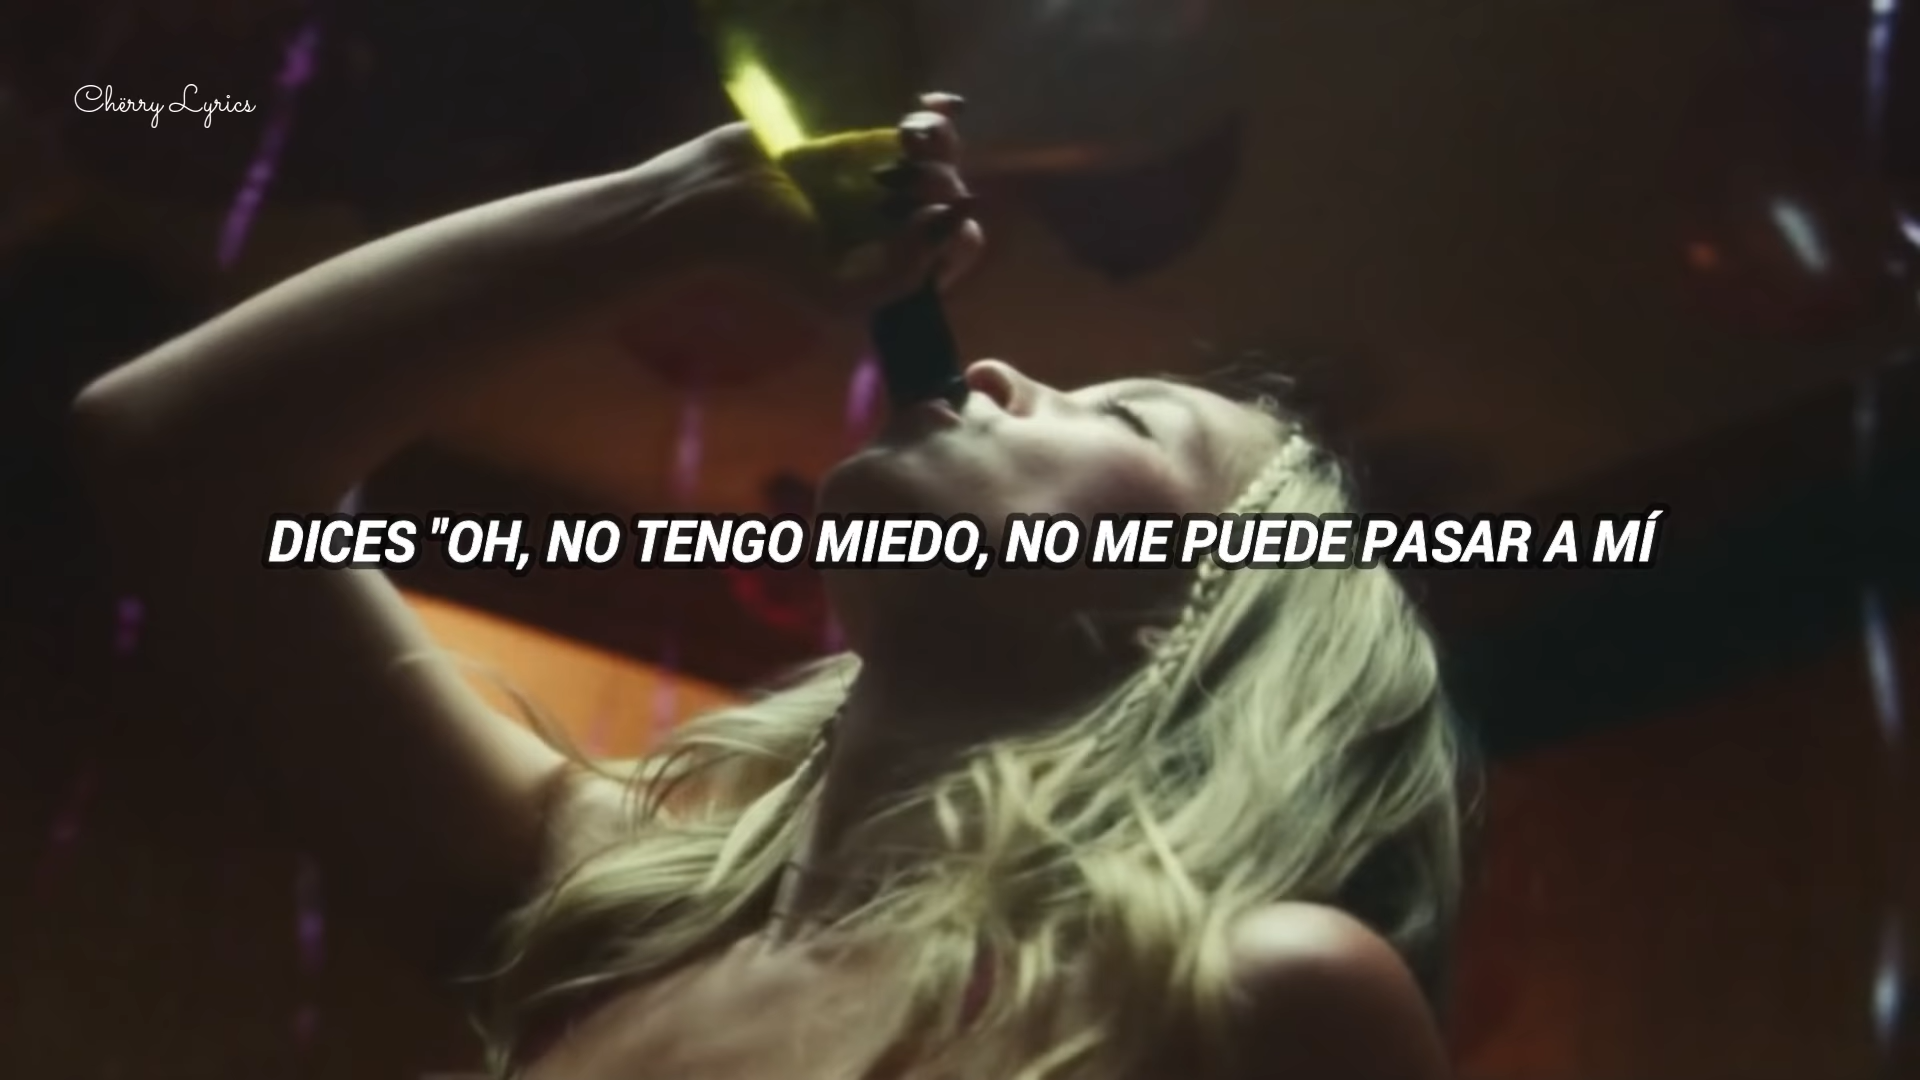 Chërry Lyrics
DICES "OH, NO TENGO MIEDO, NO ME PUEDE PASAR A MÍ